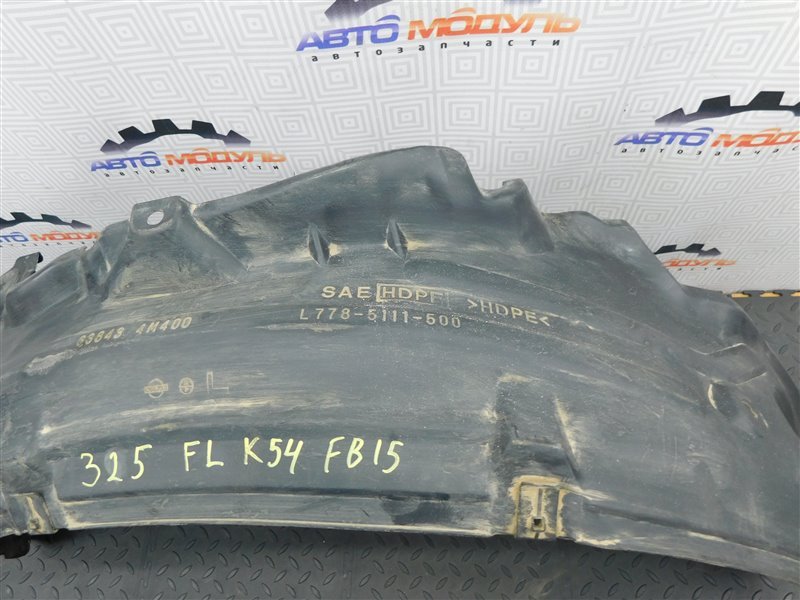 АВТО МОДУЛЬ
автозапчасти
АВТО МОДУЛЬ
автозапчасти
АВТО МОДУЛЬ
автозапчасти
SAE HDPE >HDPE<
63843 4M400
L778-5111-500
L
325 FL K54 FB15